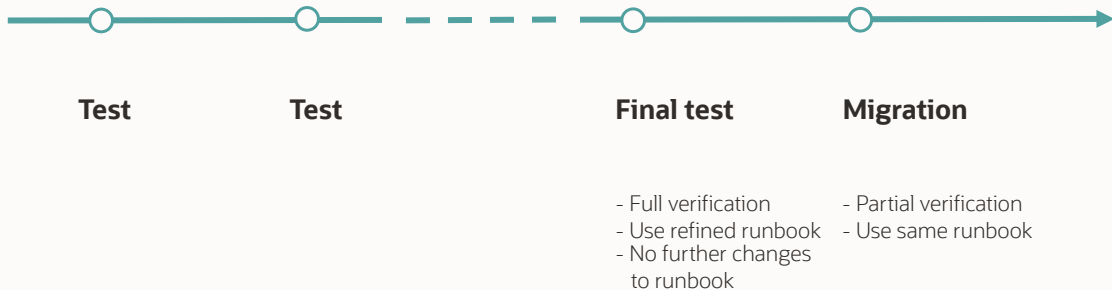 Test
Test
Final test
Migration
- Full verification
- Use refined runbook
- No further changes
to runbook
- Partial verification
- Use same runbook